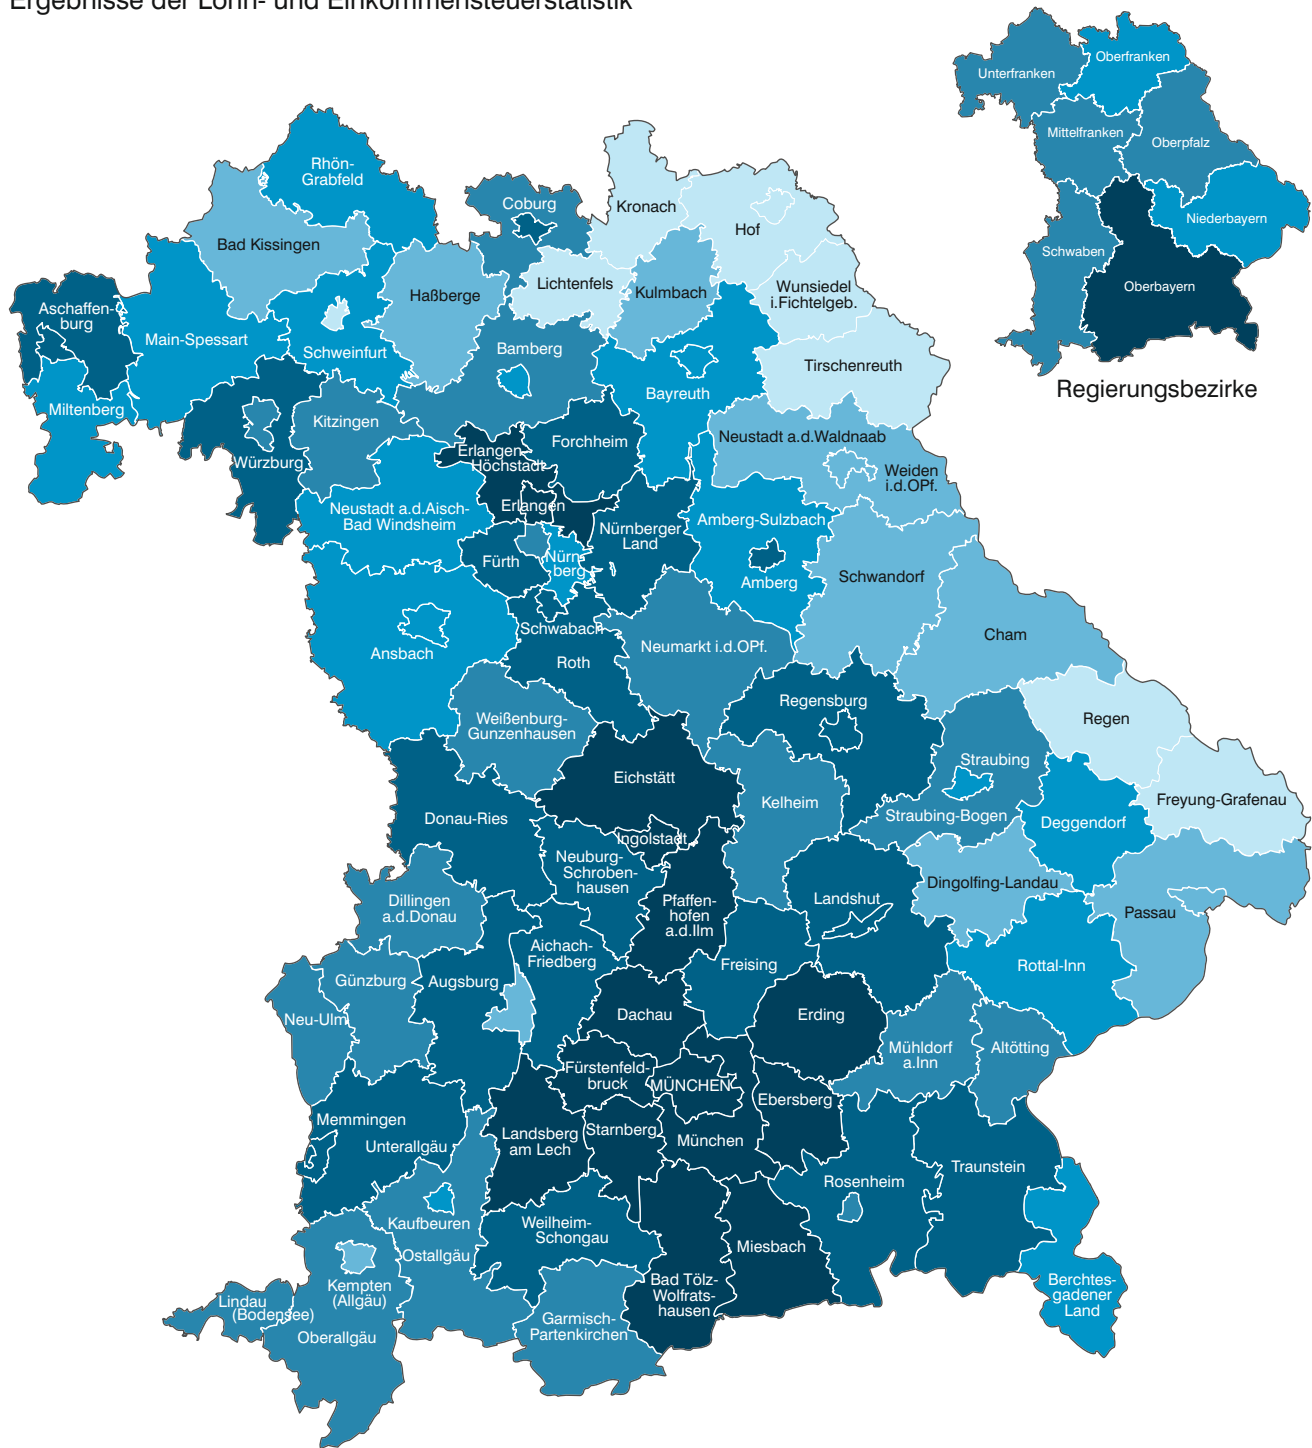 Ergebnisse der Lohn- und Einkommensteuerstatistik
Unterfranken
Oberfranken
Mittelfranken
Oberpfalz
Niederbayern
Schwaben
Oberbayern
Regierungsbezirke
Rhön-
Grabfeld
Coburg
Kronach
Hof
Bad Kissingen
Lichtenfels
Kulmbach
Wunsiedel
i.Fichtelgeb.
Haßberge
Aschaffen-
burg
Main-Spessart
Schweinfurt
Bamberg
Tirschenreuth
Bayreuth
Miltenberg
Kitzingen
Forchheim
Neustadt a.d.Waldnaab
Würzburg
Erlangen-
Höchstadt
Weiden
i.d.OPf.
Neustadt a.d.Aisch-
Bad Windsheim
Erlangen
Nürnberger
Land
Amberg-Sulzbach
Fürth
Nürn-
berg
Amberg
Schwandorf
Schwabach
Neumarkt i.d.OPf.
Cham
Ansbach
Roth
Regensburg
Regen
Weißenburg-
Gunzenhausen
Straubing
Eichstätt
Kelheim
Freyung-Grafenau
Straubing-Bogen
Deggendorf
Donau-Ries
Ingolstadt
Neuburg-
Schroben-
hausen
Dingolfing-Landau
Dillingen
a.d.Donau
Pfaffen-
hofen
a.d.Ilm
Landshut
Passau
Aichach-
Friedberg
Freising
Rottal-Inn
Günzburg
Augsburg
Neu-Ulm
Dachau
Erding
Mühldorf
a.Inn
Altötting
Fürstenfeld-
bruck
MÜNCHEN
Ebersberg
Memmingen
Unterallgäu
Landsberg
am Lech
Starnberg
München
Traunstein
Rosenheim
Kaufbeuren
Weilheim-
Schongau
Miesbach
Ostallgäu
Kempten
(Allgäu)
Bad Tölz-
Wolfrats-
hausen
Berchtes-
gadener
Land
Lindau
(Bodensee)
Garmisch-
Partenkirchen
Oberallgäu